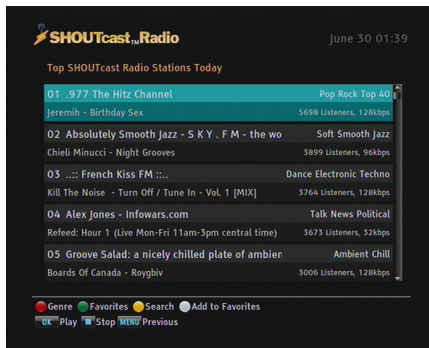 SHOUTcast™ Radio
June 30 01:39
Top SHOUTcast Radio Stations Today
01 .977 The Hitz Channel Pop Rock Top 40
Jeremih - Birthday Sex 5698 Listeners, 128kbps
02 Absolutely Smooth Jazz - S K Y . F M - the wo Soft Smooth Jazz
Chieli Minucci - Night Grooves 3899 Listeners, 96kbps
03 ..:: French Kiss FM ::.. Dance Electronic Techno
Kill The Noise - Turn Off / Tune In - Vol. 1 [MIX] 3764 Listeners, 128kbps
04 Alex Jones - Infowars.com Talk News Political
Refeed: Hour 1 (Live Mon-Fri 11am-3pm central time) 3673 Listeners, 32kbps
05 Groove Salad: a nicely chilled plate of ambien Ambient Chill
Boards Of Canada - Roygbiv 3006 Listeners, 128kbps
Genre Favorites Search Add to Favorites
OK Play Stop MENU Previous